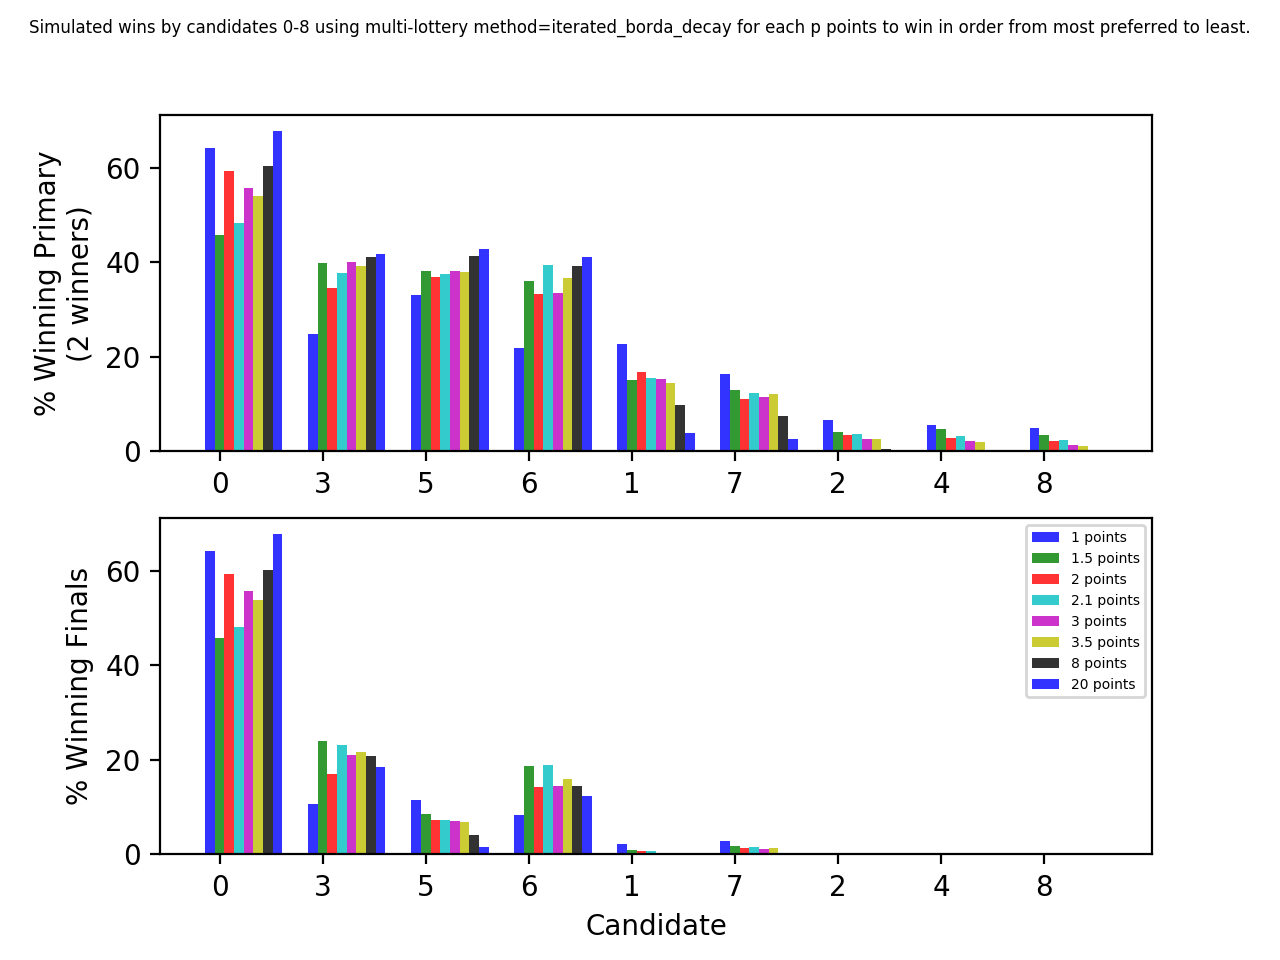 Simulated wins by candidates 0-8 using multi-lottery method=iterated_borda_decay for each p points to win in order from most preferred to least.
% Winning Primary
(2 winners)
60
40
20
0
0 3 5 6 1 7 2 4 8
% Winning Finals
60
40
20
0
1 points
1.5 points
2 points
2.1 points
3 points
3.5 points
8 points
20 points
0 3 5 6 1 7 2 4 8
Candidate